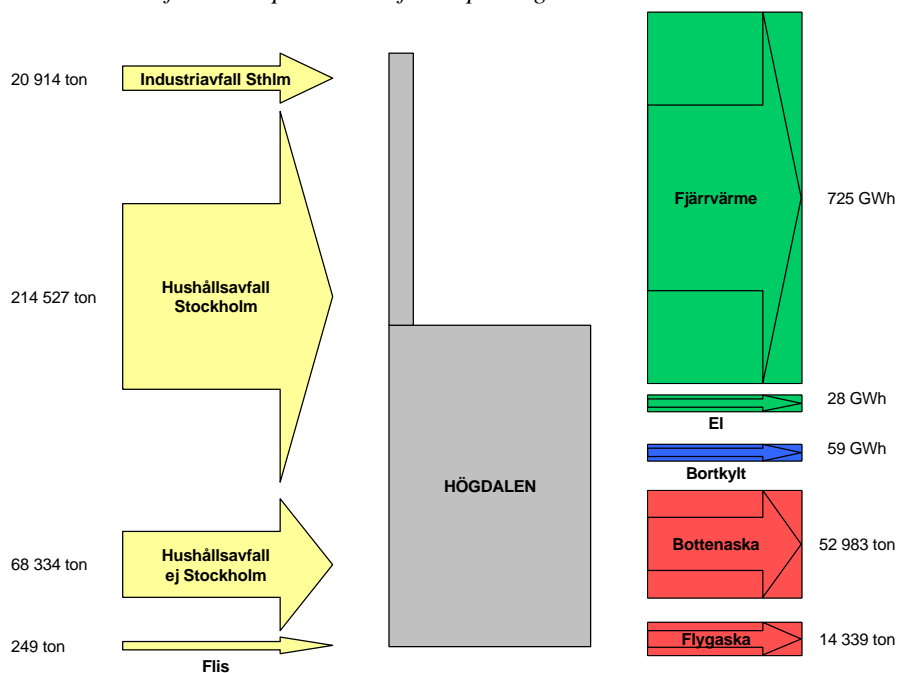 20 914 ton
Industriavfall Sthlm
214 527 ton
Hushållsavfall
Stockholm
68 334 ton
Hushållsavfall
ej Stockholm
249 ton
Flis
HÖGDALEN
Fjärrvärme
725 GWh
28 GWh
El
59 GWh
Bortkylt
Bottenaska
52 983 ton
Flygaska
14 339 ton